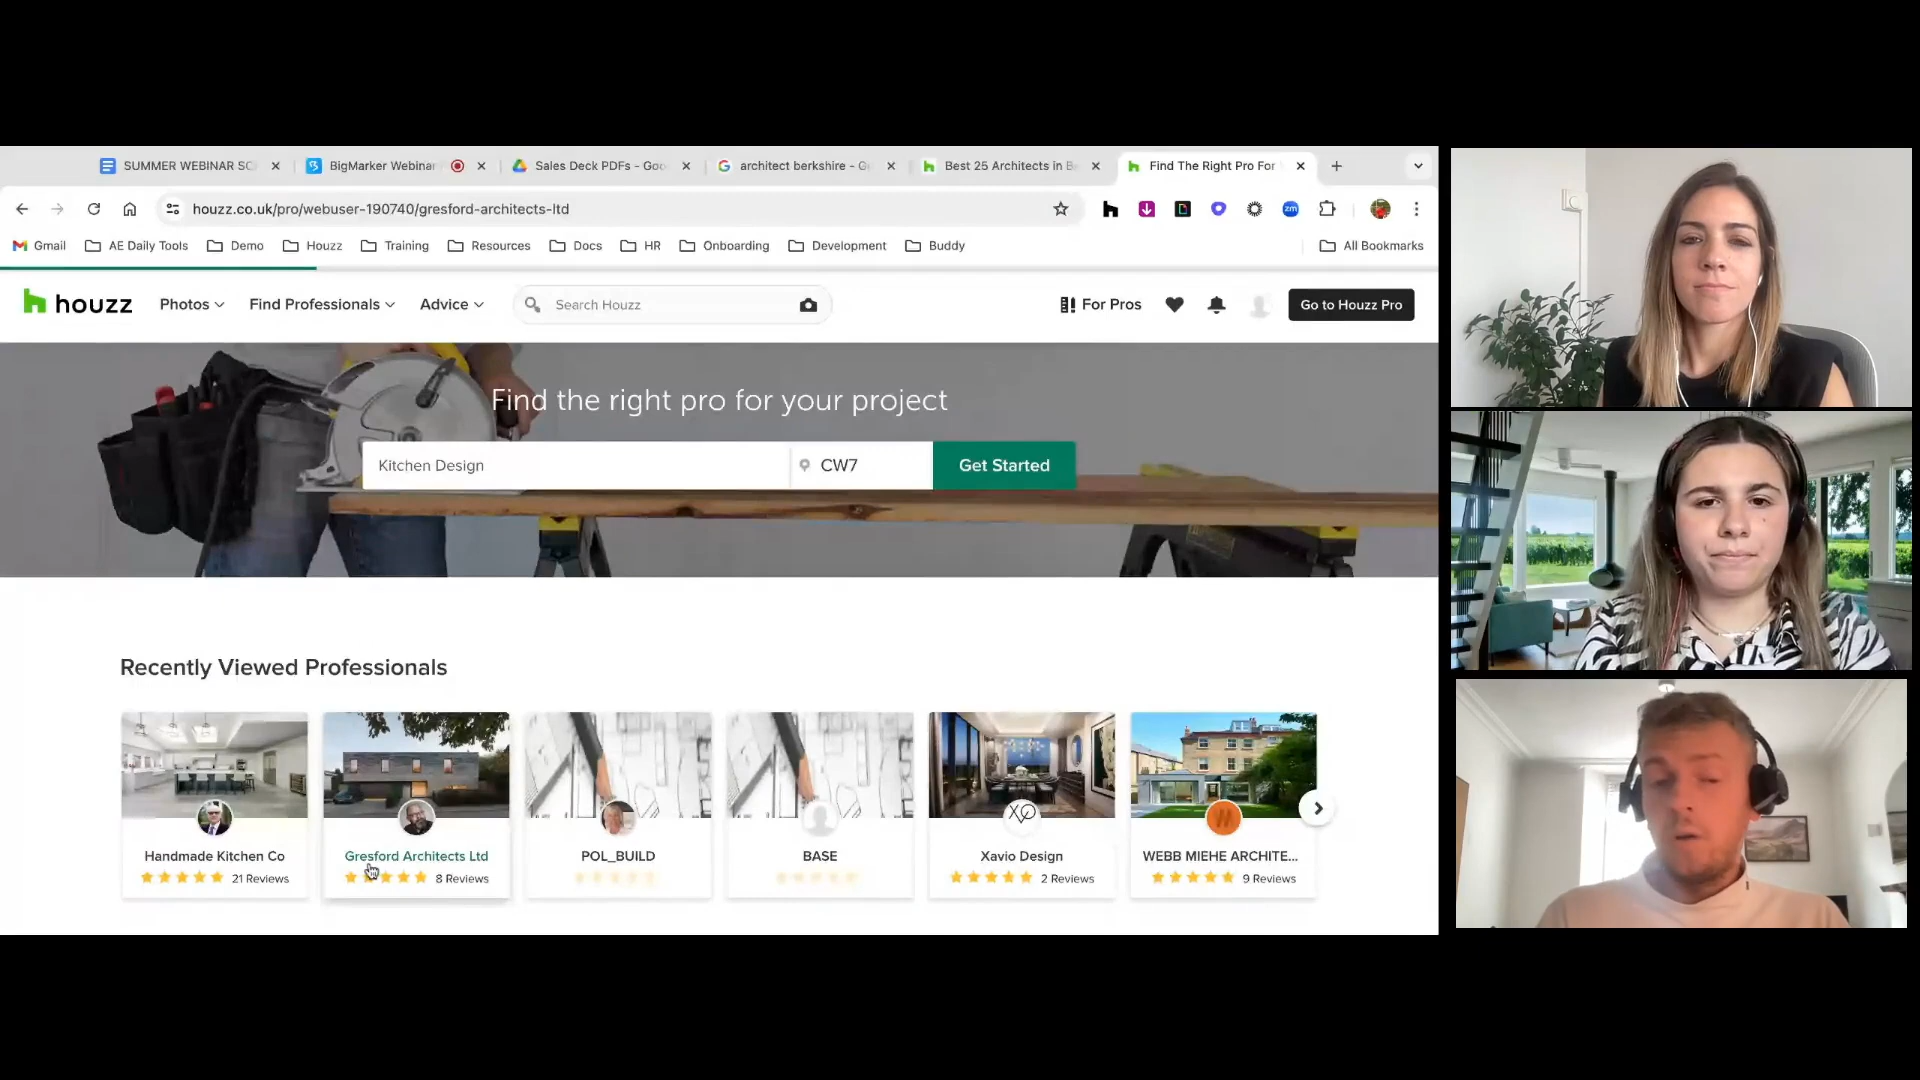 SUMMER WEBINAR SC
BigMarker Webinar
Sales Deck PDFs - Goo
architect berkshire - G
Best 25 Architects in B
Find The Right Pro For
houzz.co.uk/pro/webuser-190740/gresford-architects-ltd
zm
Gmail
AE Daily Tools
Demo
Houzz
Training
Resources
Docs
HR
Onboarding
Development
Buddy
All Bookmarks
houzz
Photos
Find Professionals
Advice
Search Houzz
For Pros
Go to Houzz Pro
Find the right pro for your project
Kitchen Design
CW7
Get Started
Recently Viewed Professionals
Handmade Kitchen Co
21 Reviews
Gresford Architects Ltd
8 Reviews
POL_BUILD
BASE
XD
Xavio Design
2 Reviews
W
WEBB MIEHE ARCHITE...
9 Reviews